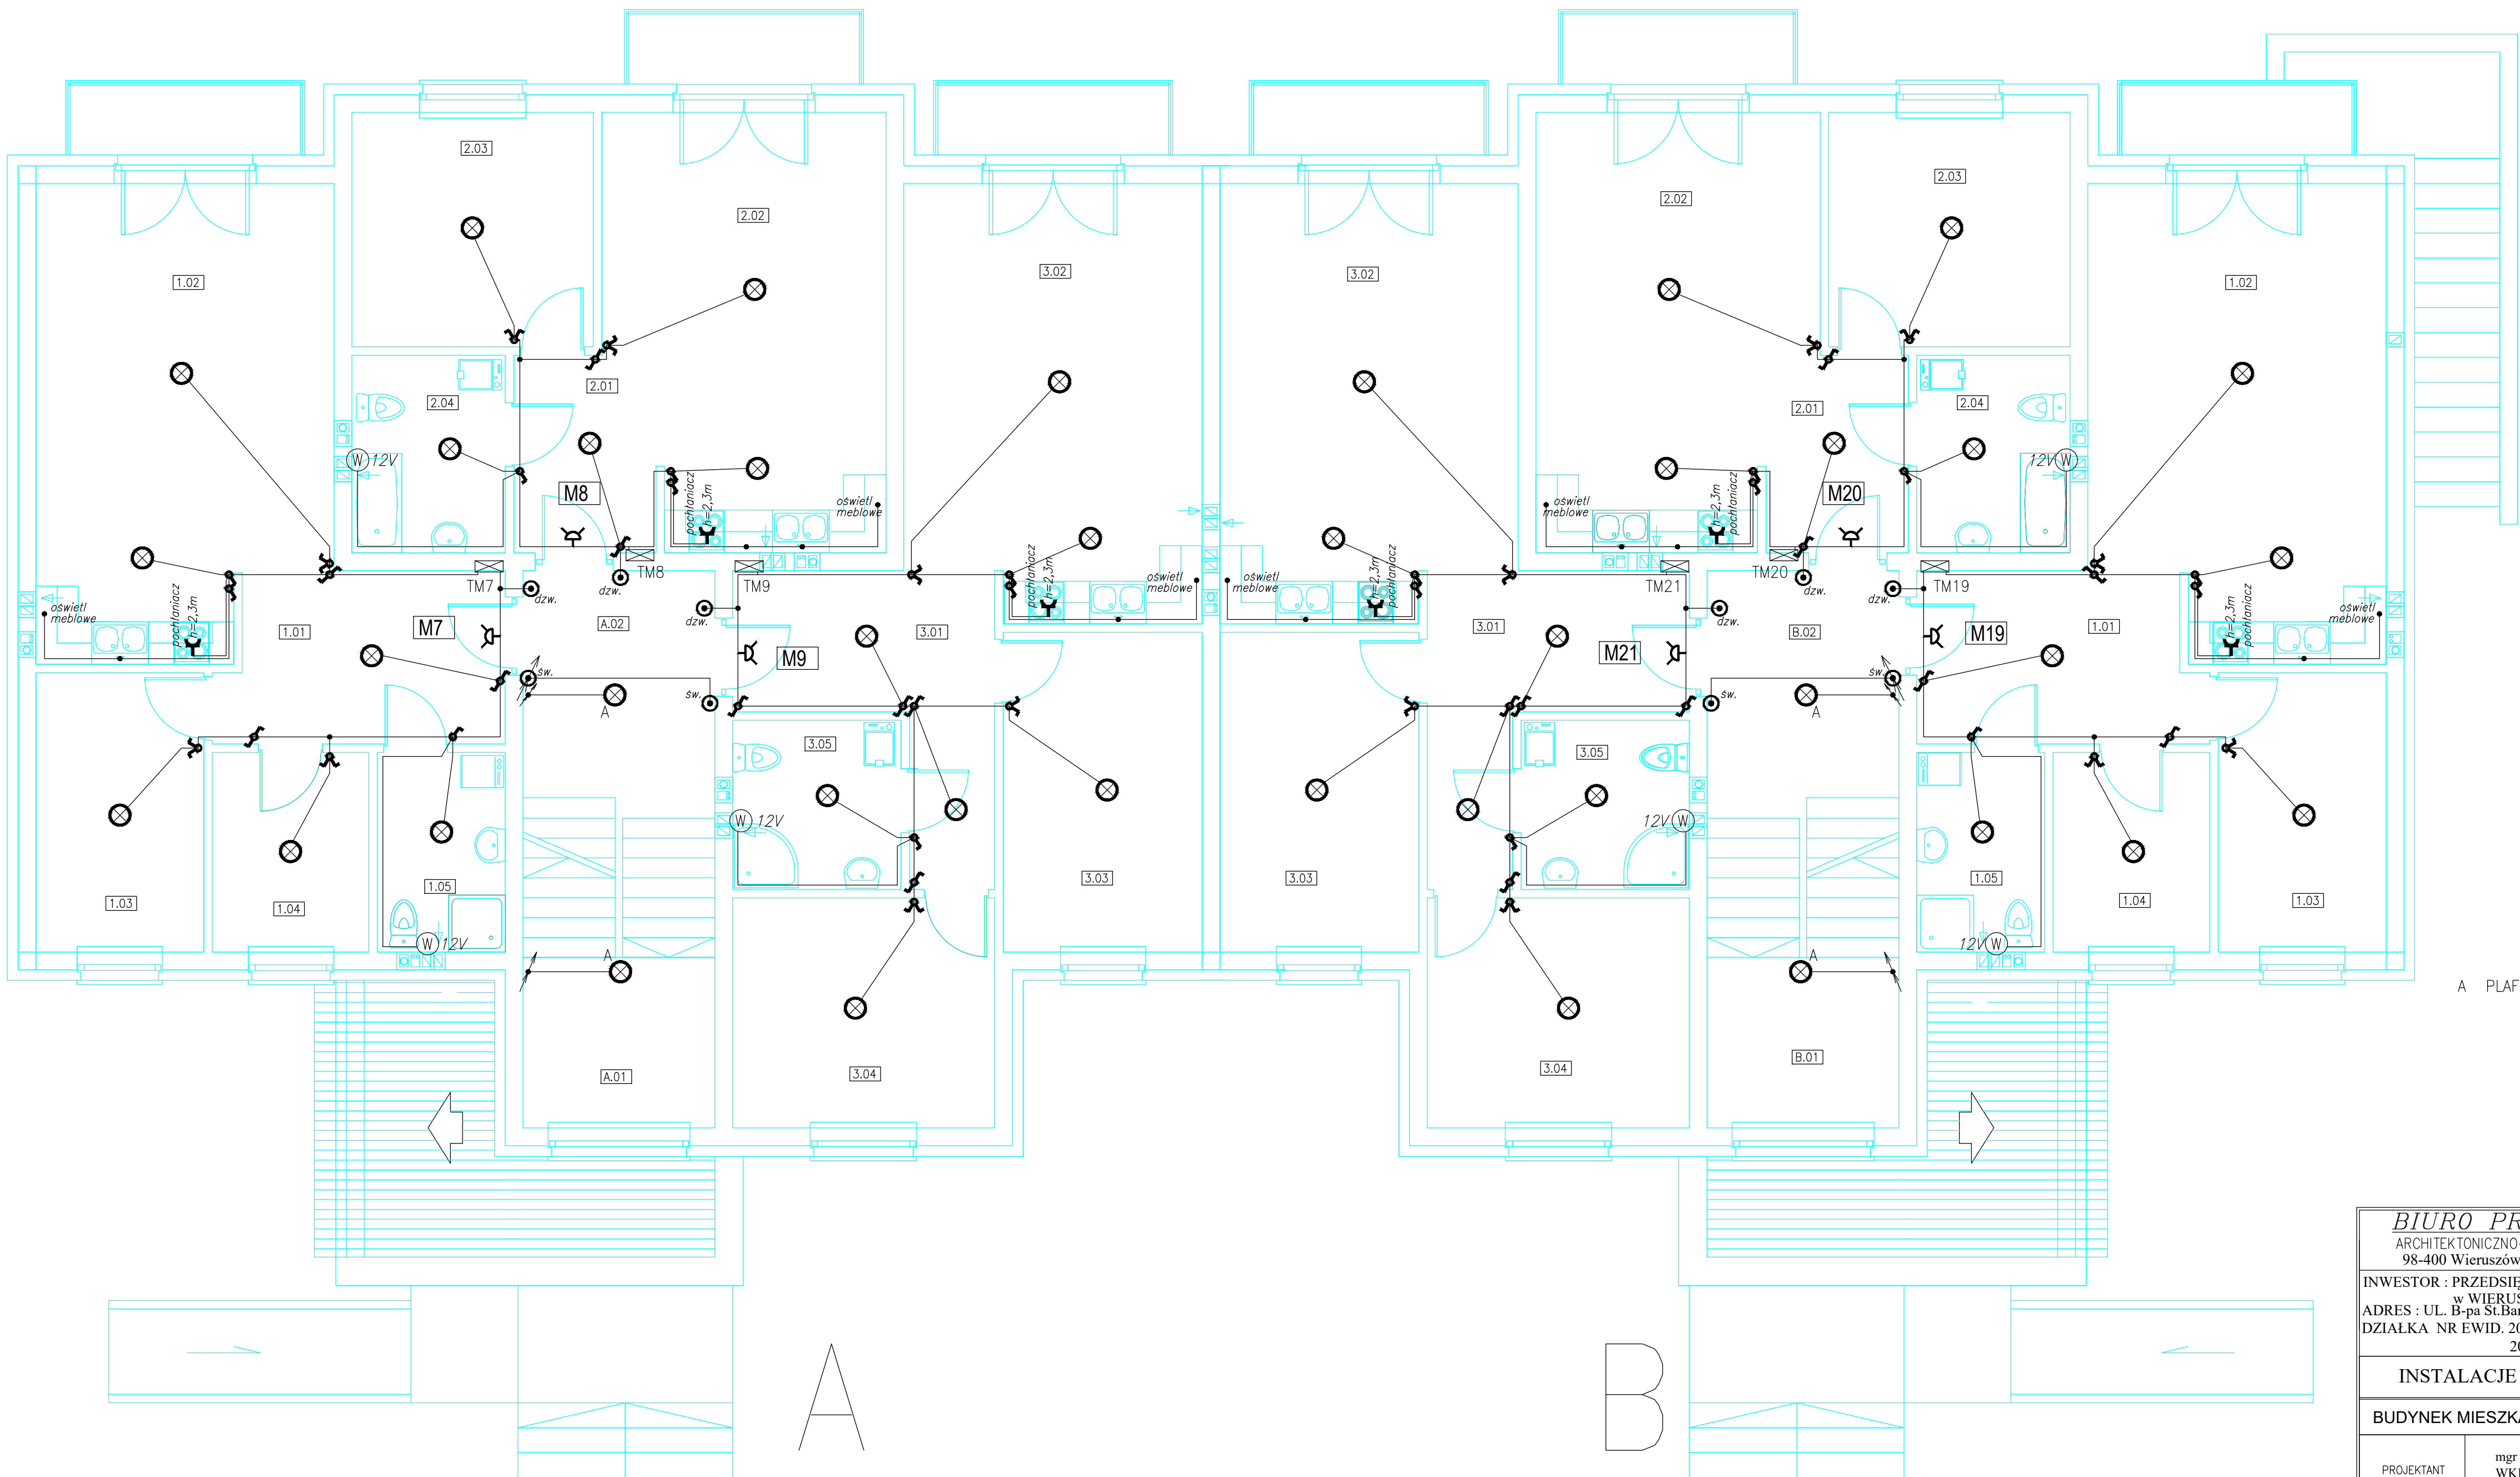 2.03
2.02
1.02
3.02
3.02
2.02
2.03
1.02
2.01
2.04
12V
W
M8
pochłaniacz
h=2,3m
oświetl
meblowe
TM7
dzw.
dzw.
TM8
TM9
dzw.
oświetl
meblowe
pochłaniacz
h=2,3m
1.01
M7
A.02
M9
3.01
pochłaniacz
h=2,3m
oświetl
meblowe
św.
A
św.
3.05
W
12V
1.03
1.04
1.05
W
12V
3.03
A
A.01
3.04
2.01
2.04
12V
W
M20
oświetl
meblowe
h=2,3m
pochłaniacz
TM21
TM20
TM19
dzw.
dzw.
dzw.
oświetl
meblowe
h=2,3m
pochłaniacz
3.01
M21
B.02
M19
1.01
h=2,3m
pochłaniacz
oświetl
meblowe
św.
A
św.
3.05
12V
W
3.03
1.05
1.04
1.03
12V
W
A
B.01
3.04
A PLAF
A
B
BIURO PR
ARCHITEKTONICZNO-
98-400 Wieruszów
INWESTOR : PRZEDSIĘ
w WIERUS
ADRES : UL. B-pa St.Bar
DZIAŁKA NR EWID. 20
20
INSTALACJE
BUDYNEK MIESZKA
PROJEKTANT
mgr